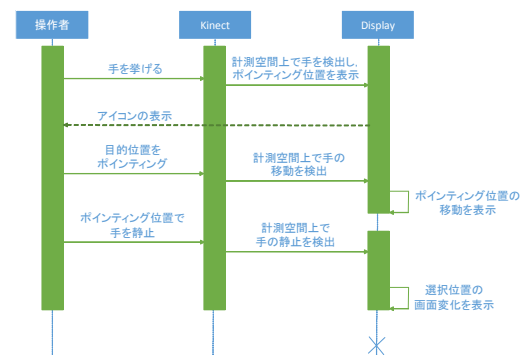 操作者
Kinect
Display
手を挙げる
計測空間上で手を検出し,
ポインティング位置を表示
アイコンの表示
目的位置を
ポインティング
計測空間上で手の
移動を検出
ポインティング位置の
移動を表示
ポインティング位置で
手を静止
計測空間上で
手の静止を検出
選択位置の
画面変化を表示